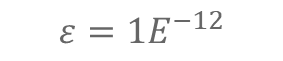 ε = 1E⁻¹²